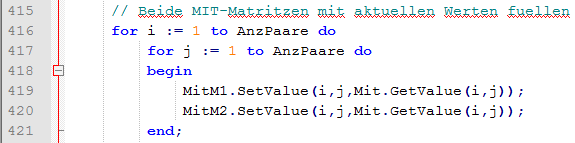 415 // Beide MIT-Matritzen mit aktuellen Werten fuellen
416 for i := 1 to AnzPaare do
417 for j := 1 to AnzPaare do
418 begin
419 MitM1.SetValue(i,j,Mit.GetValue(i,j));
420 MitM2.SetValue(i,j,Mit.GetValue(i,j));
421 end;